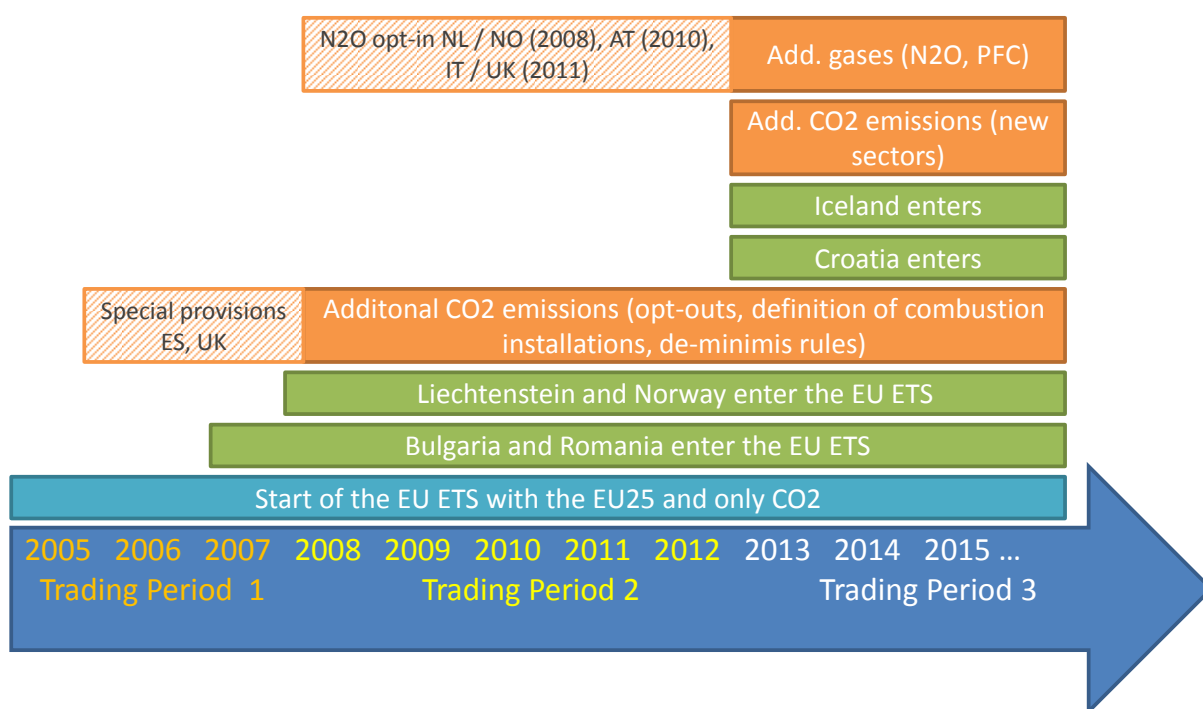 N2O opt-in NL / NO (2008), AT (2010),
IT / UK (2011)
Add. gases (N2O, PFC)
Add. CO2 emissions (new
sectors)
Iceland enters
Croatia enters
Special provisions
ES, UK
Additonal CO2 emissions (opt-outs, definition of combustion
installations, de-minimis rules)
Liechtenstein and Norway enter the EU ETS
Bulgaria and Romania enter the EU ETS
Start of the EU ETS with the EU25 and only CO2
2005 2006 2007 2008 2009 2010 2011 2012 2013 2014 2015 ...
Trading Period 1 Trading Period 2 Trading Period 3